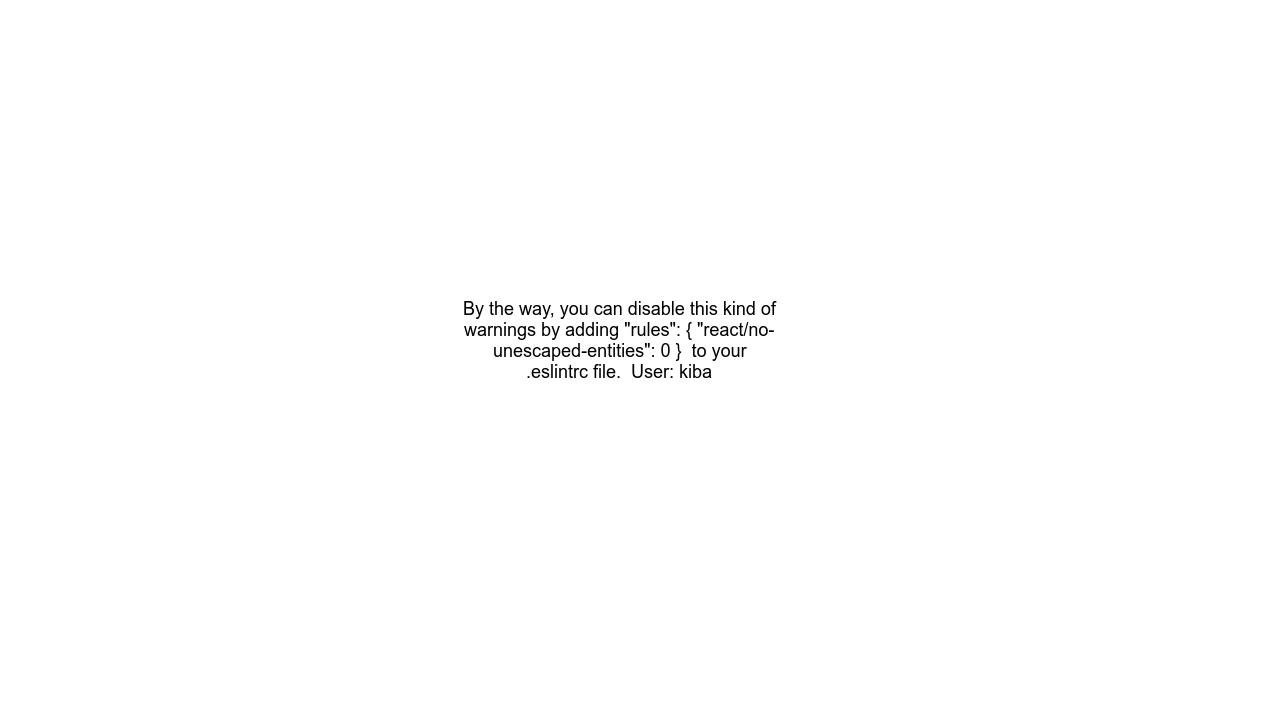 By the way, you can disable this kind of
warnings by adding "rules": { "react/no-
unescaped-entities": 0 }  to your
.eslintrc file.  User: kiba